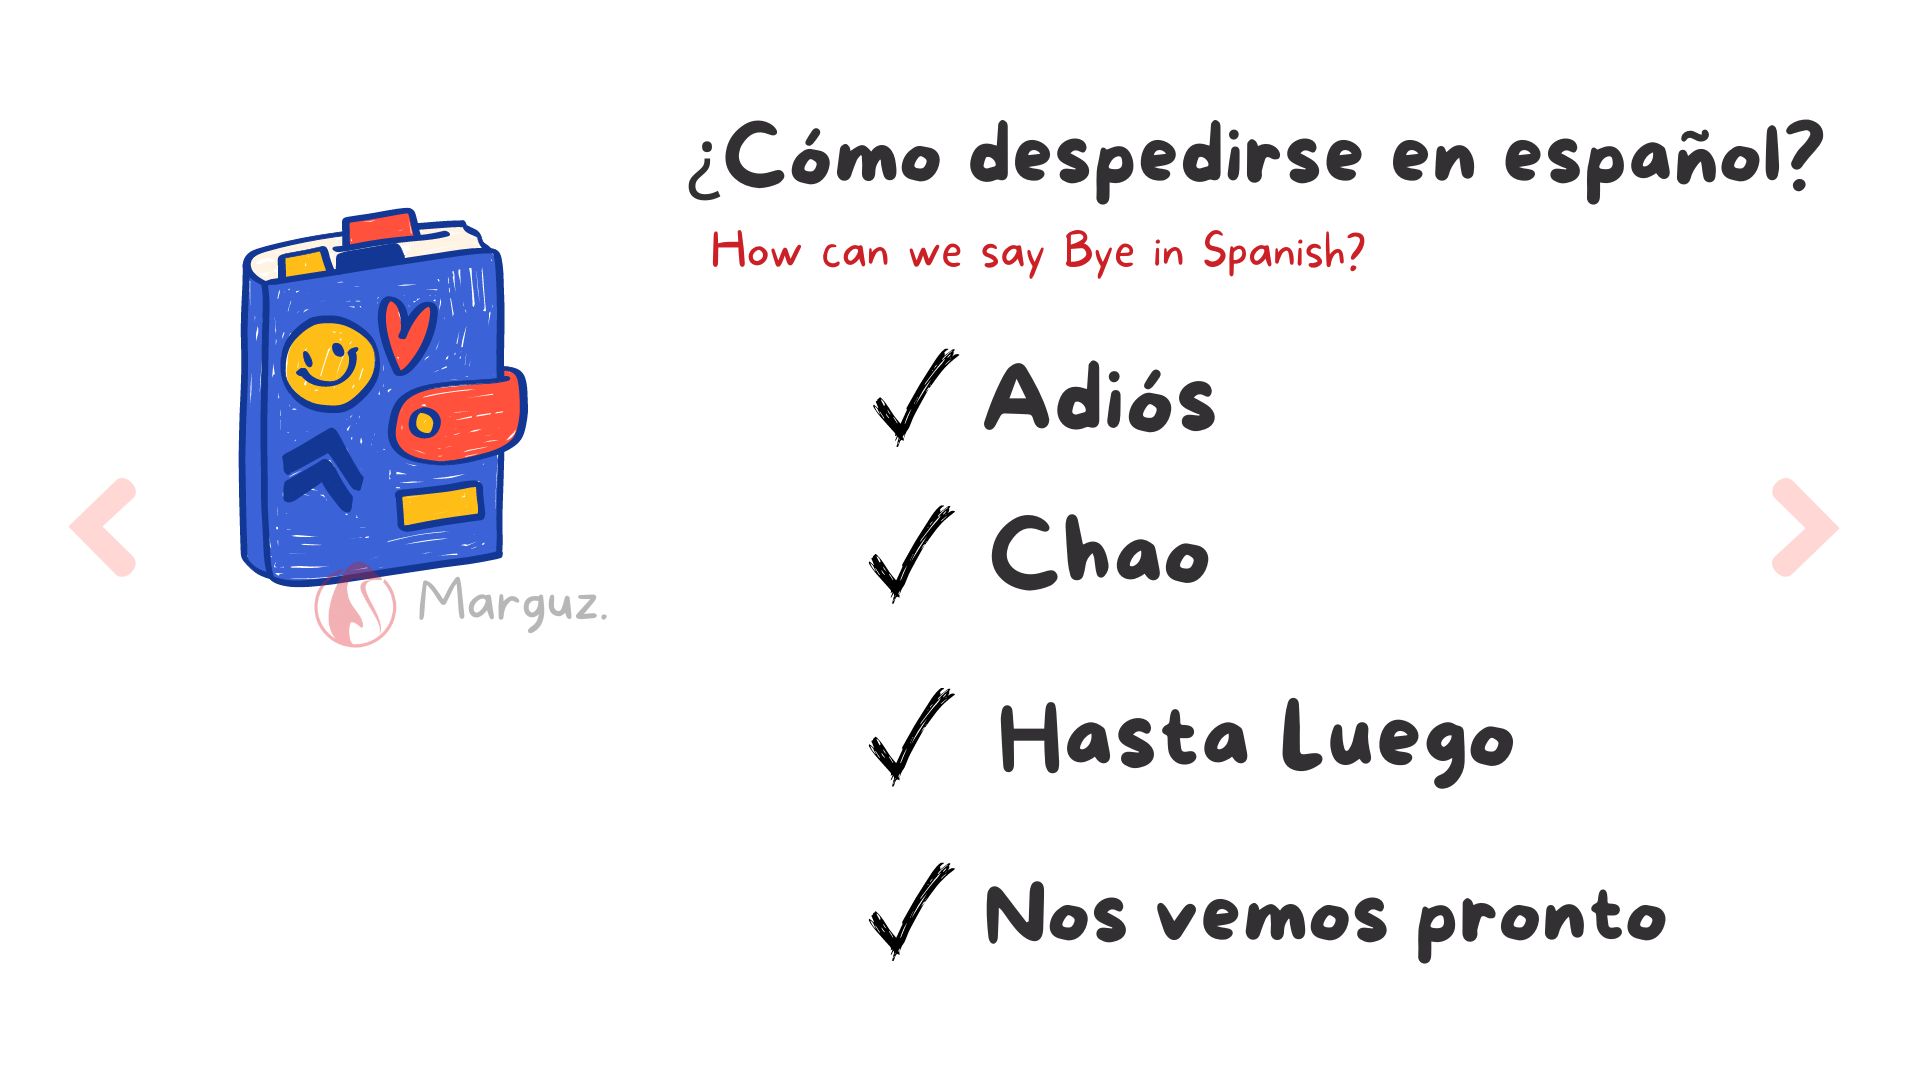 ¿Cómo despedirse en español?
How can we say Bye in Spanish?
Adiós
Chao
Hasta Luego
Nos vemos pronto
Marguz.